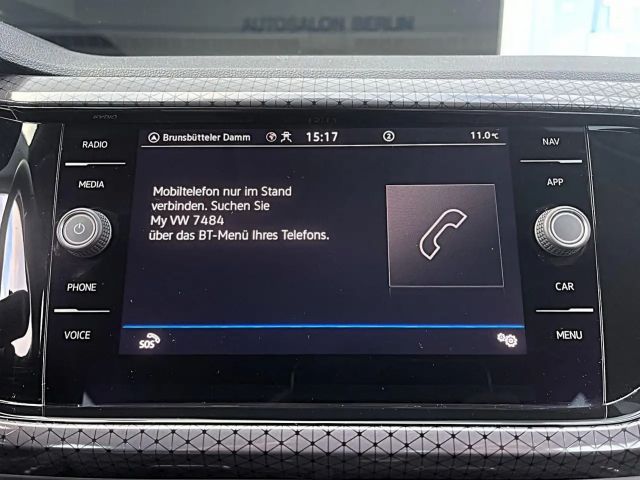 AUTOSALON BERLIN
RADIO
MEDIA
PHONE
VOICE
Brunsbütteler Damm 15:17 2 11.0°C
Mobiltelefon nur im Stand
verbinden. Suchen Sie
My VW 7484
über das BT-Menü Ihres Telefons.
SOS
NAV
APP
CAR
MENU